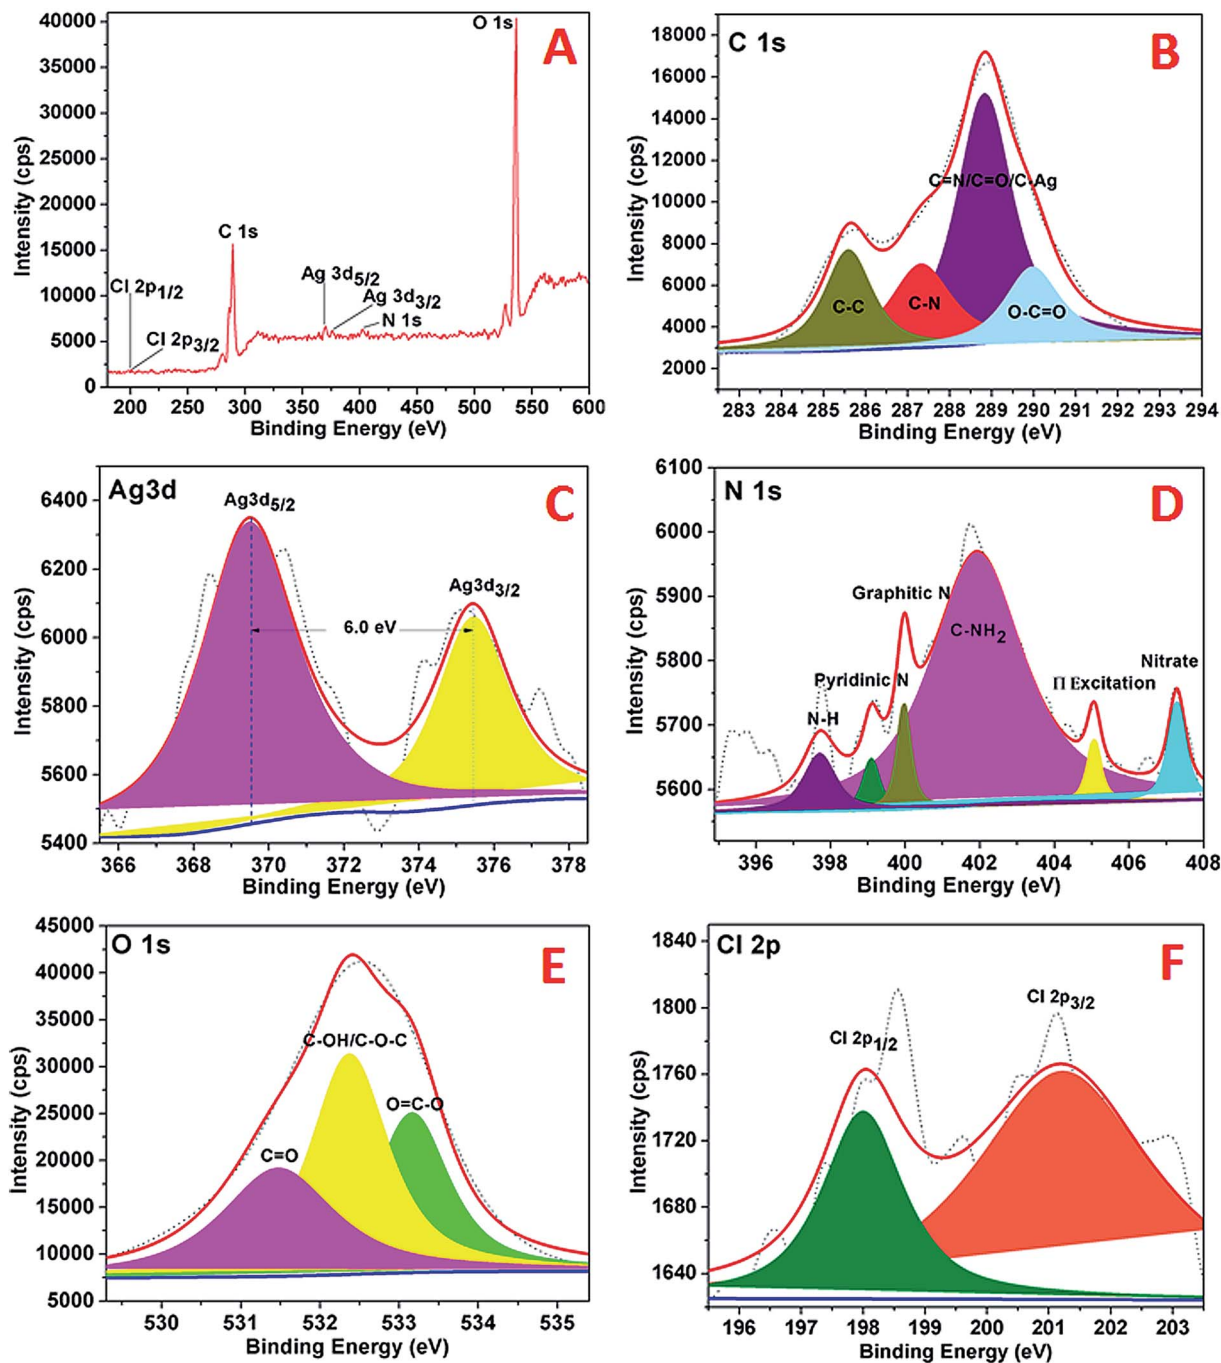 A
O 1s
C 1s
Cl 2p1/2
Cl 2p3/2
Ag 3d5/2
Ag 3d3/2
N 1s
40000
35000
30000
25000
20000
15000
10000
5000
0
Intensity (cps)
200 250 300 350 400 450 500 550 600
Binding Energy (eV)
C 1s
B
C=N/C=O/C-Ag
C-C
C-N
O-C=O
18000
16000
14000
12000
10000
8000
6000
4000
2000
Intensity (cps)
283 284 285 286 287 288 289 290 291 292 293 294
Binding Energy (eV)
Ag3d
C
Ag3d5/2
Ag3d3/2
6.0 eV
6400
6200
6000
5800
5600
5400
Intensity (cps)
366 368 370 372 374 376 378
Binding Energy (eV)
N 1s
D
Graphitic N
C-NH2
Pyridinic N
N-H
Π Excitation
Nitrate
6100
6000
5900
5800
5700
5600
Intensity (cps)
396 398 400 402 404 406 408
Binding Energy (eV)
O 1s
E
C-OH/C-O-C
O=C-O
C=O
45000
40000
35000
30000
25000
20000
15000
10000
5000
Intensity (cps)
530 531 532 533 534 535
Binding Energy (eV)
Cl 2p
F
Cl 2p1/2
Cl 2p3/2
1840
1800
1760
1720
1680
1640
Intensity (cps)
196 197 198 199 200 201 202 203
Binding Energy (eV)